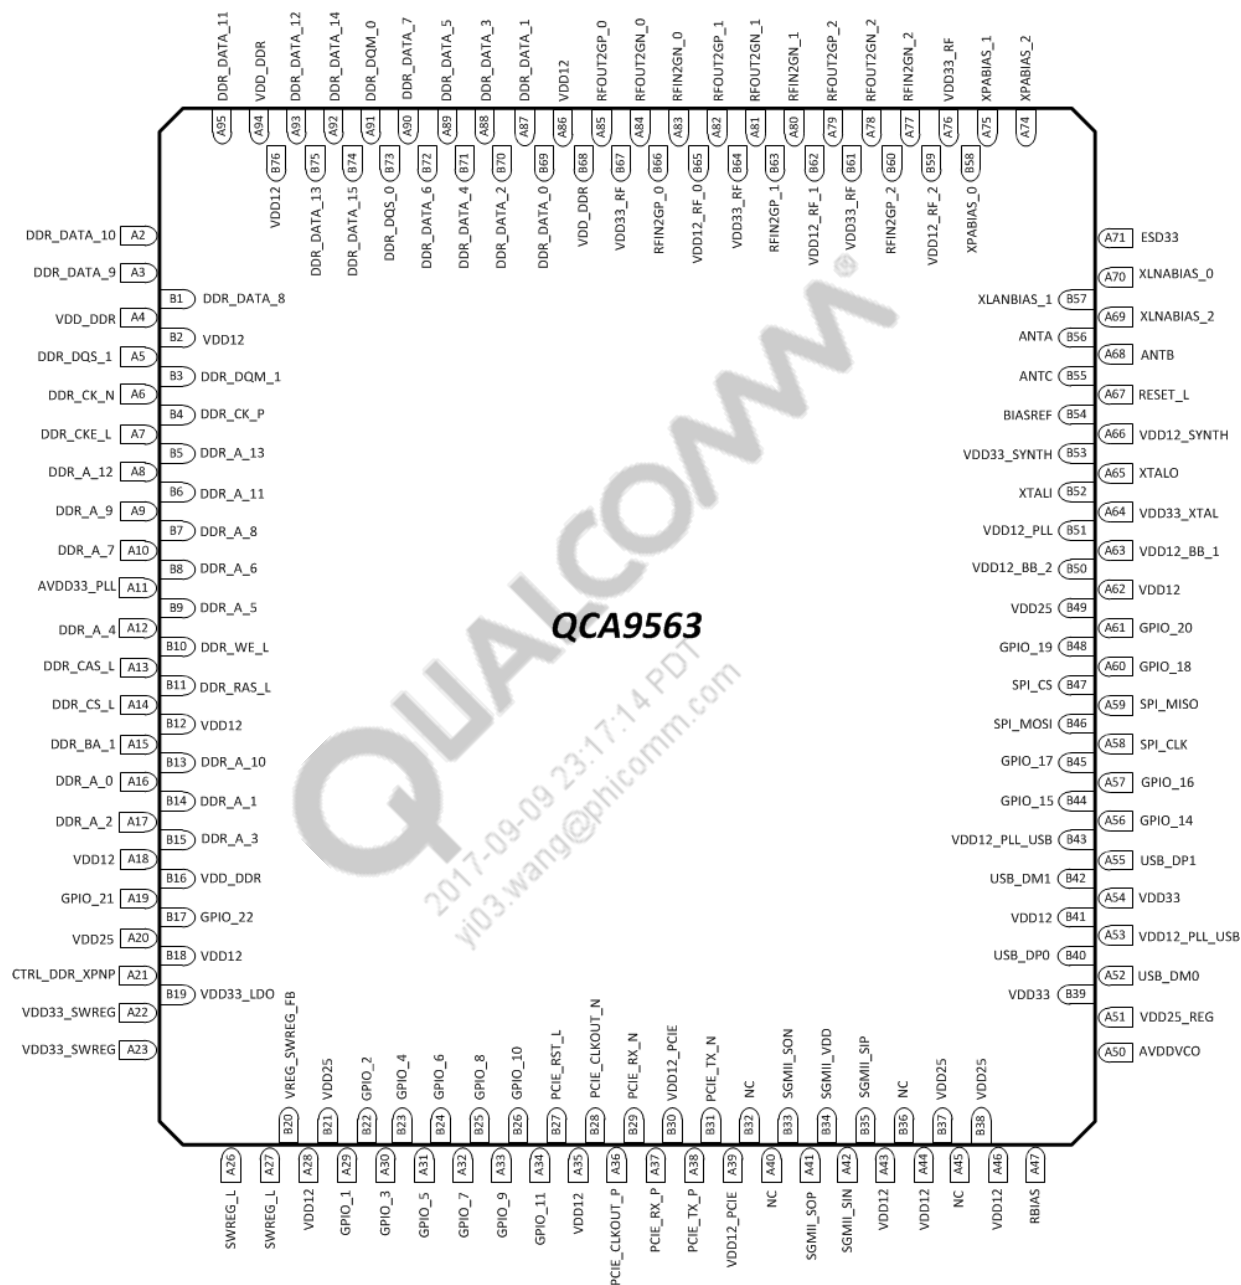 DDR_DATA_11
VDD_DDR
DDR_DATA_12
DDR_DATA_14
DDR_DQM_0
DDR_DATA_7
DDR_DATA_5
DDR_DATA_3
DDR_DATA_1
VDD12
RFOUT2GP_0
RFOUT2GN_0
RFIN2GN_0
RFOUT2GP_1
RFOUT2GN_1
RFIN2GN_1
RFOUT2GP_2
RFOUT2GN_2
RFIN2GN_2
VDD33_RF
XPABIAS_1
XPABIAS_2
A95
A94
A93
A92
A91
A90
A89
A88
A87
A86
A85
A84
A83
A82
A81
A80
A79
A78
A77
A76
A75
A74
B76
B75
B74
B73
B72
B71
B70
B69
B68
B67
B66
B65
B64
B63
B62
B61
B60
B59
B58
VDD12
DDR_DATA_13
DDR_DATA_15
DDR_DQS_0
DDR_DATA_6
DDR_DATA_4
DDR_DATA_2
DDR_DATA_0
VDD_DDR
VDD33_RF
RFIN2GP_0
VDD12_RF_0
VDD33_RF
RFIN2GP_1
VDD12_RF_1
VDD33_RF
RFIN2GP_2
VDD12_RF_2
XPABIAS_0
DDR_DATA_10 A2
DDR_DATA_9 A3
VDD_DDR A4
DDR_DQS_1 A5
DDR_CK_N A6
DDR_CKE_L A7
DDR_A_12 A8
DDR_A_9 A9
DDR_A_7 A10
AVDD33_PLL A11
DDR_A_4 A12
DDR_CAS_L A13
DDR_CS_L A14
DDR_BA_1 A15
DDR_A_0 A16
DDR_A_2 A17
VDD12 A18
GPIO_21 A19
VDD25 A20
CTRL_DDR_XPNP A21
VDD33_SWREG A22
VDD33_SWREG A23
B1 DDR_DATA_8
B2 VDD12
B3 DDR_DQM_1
B4 DDR_CK_P
B5 DDR_A_13
B6 DDR_A_11
B7 DDR_A_8
B8 DDR_A_6
B9 DDR_A_5
B10 DDR_WE_L
B11 DDR_RAS_L
B12 VDD12
B13 DDR_A_10
B14 DDR_A_1
B15 DDR_A_3
B16 VDD_DDR
B17 GPIO_22
B18 VDD12
B19 VDD33_LDO
QUALCOMM®
QCA9563
2017-09-09 23:17:14 PDT
yi03.wang@phicomm.com
XLANBIAS_1 B57
ANTA B56
ANTC B55
BIASREF B54
VDD33_SYNTH B53
XTALI B52
VDD12_PLL B51
VDD12_BB_2 B50
VDD25 B49
GPIO_19 B48
SPI_CS B47
SPI_MOSI B46
GPIO_17 B45
GPIO_15 B44
VDD12_PLL_USB B43
USB_DM1 B42
VDD12 B41
USB_DP0 B40
VDD33 B39
A71 ESD33
A70 XLNABIAS_0
A69 XLNABIAS_2
A68 ANTB
A67 RESET_L
A66 VDD12_SYNTH
A65 XTALO
A64 VDD33_XTAL
A63 VDD12_BB_1
A62 VDD12
A61 GPIO_20
A60 GPIO_18
A59 SPI_MISO
A58 SPI_CLK
A57 GPIO_16
A56 GPIO_14
A55 USB_DP1
A54 VDD33
A53 VDD12_PLL_USB
A52 USB_DM0
A51 VDD25_REG
A50 AVDDVCO
VREG_SWREG_FB
VDD25
GPIO_2
GPIO_4
GPIO_6
GPIO_8
GPIO_10
PCIE_RST_L
PCIE_CLKOUT_N
PCIE_RX_N
VDD12_PCIE
PCIE_TX_N
NC
SGMII_SON
SGMII_VDD
SGMII_SIP
NC
VDD25
VDD25
B20
B21
B22
B23
B24
B25
B26
B27
B28
B29
B30
B31
B32
B33
B34
B35
B36
B37
B38
A26
A27
A28
A29
A30
A31
A32
A33
A34
A35
A36
A37
A38
A39
A40
A41
A42
A43
A44
A45
A46
A47
SWREG_L
SWREG_L
VDD12
GPIO_1
GPIO_3
GPIO_5
GPIO_7
GPIO_9
GPIO_11
VDD12
PCIE_CLKOUT_P
PCIE_RX_P
PCIE_TX_P
VDD12_PCIE
NC
SGMII_SOP
SGMII_SIN
VDD12
VDD12
NC
VDD12
RBIAS